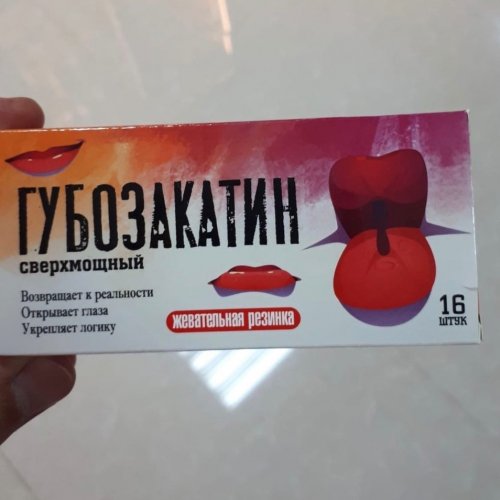 ГУБОЗАКАТИН
сверхмощный
Возвращает к реальности
Открывает глаза
Укрепляет логику
жевательная резинка
16
штук